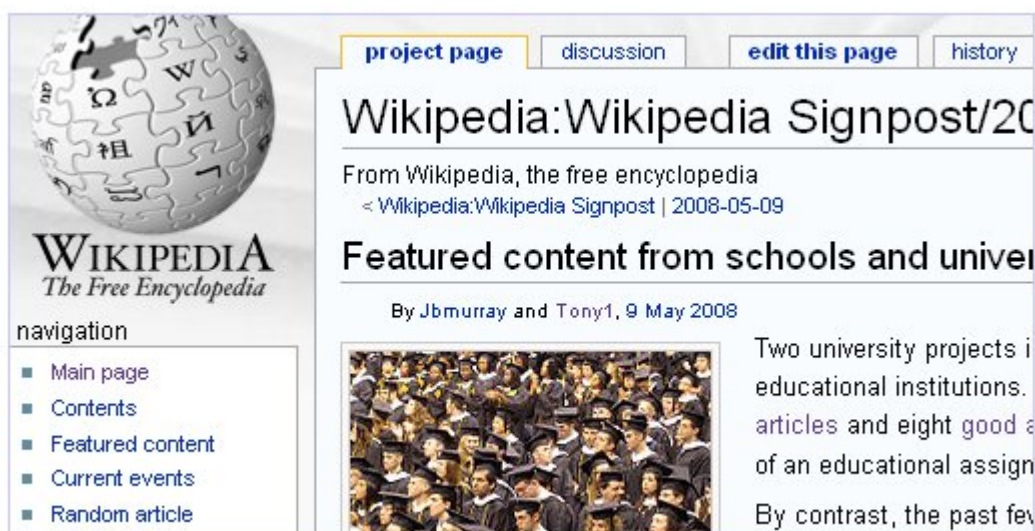 project page
discussion
edit this page
history
Wikipedia:Wikipedia Signpost/20
From Wikipedia, the free encyclopedia
< Wikipedia:Wikipedia Signpost | 2008-05-09
WIKIPEDIA
The Free Encyclopedia
Featured content from schools and univer
By Jbmurray and Tony1, 9 May 2008
navigation
Main page
Contents
Featured content
Current events
Random article
Two university projects i
educational institutions.
articles and eight good a
of an educational assign
By contrast, the past few